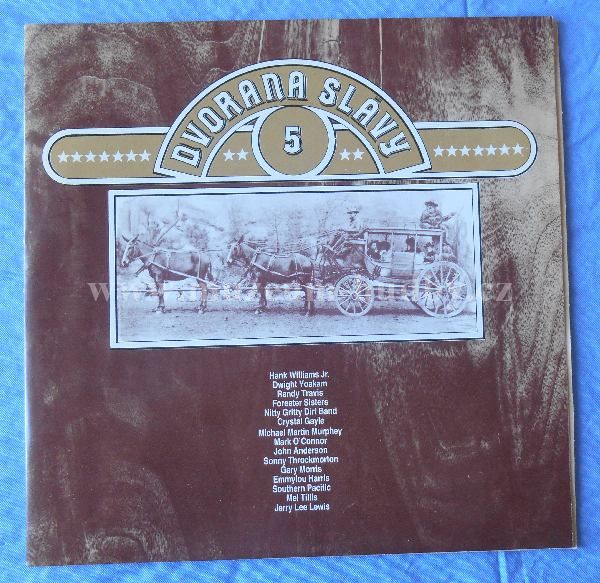 DVORANA SLÁVY
5
Hank Williams Jr.
Dwight Yoakam
Randy Travis
Forester Sisters
Nitty Gritty Dirt Band
Crystal Gayle
Michael Martin Murphey
Mark O'Connor
John Anderson
Sonny Throckmorton
Gary Morris
Emmylou Harris
Southern Pacific
Mel Tillis
Jerry Lee Lewis